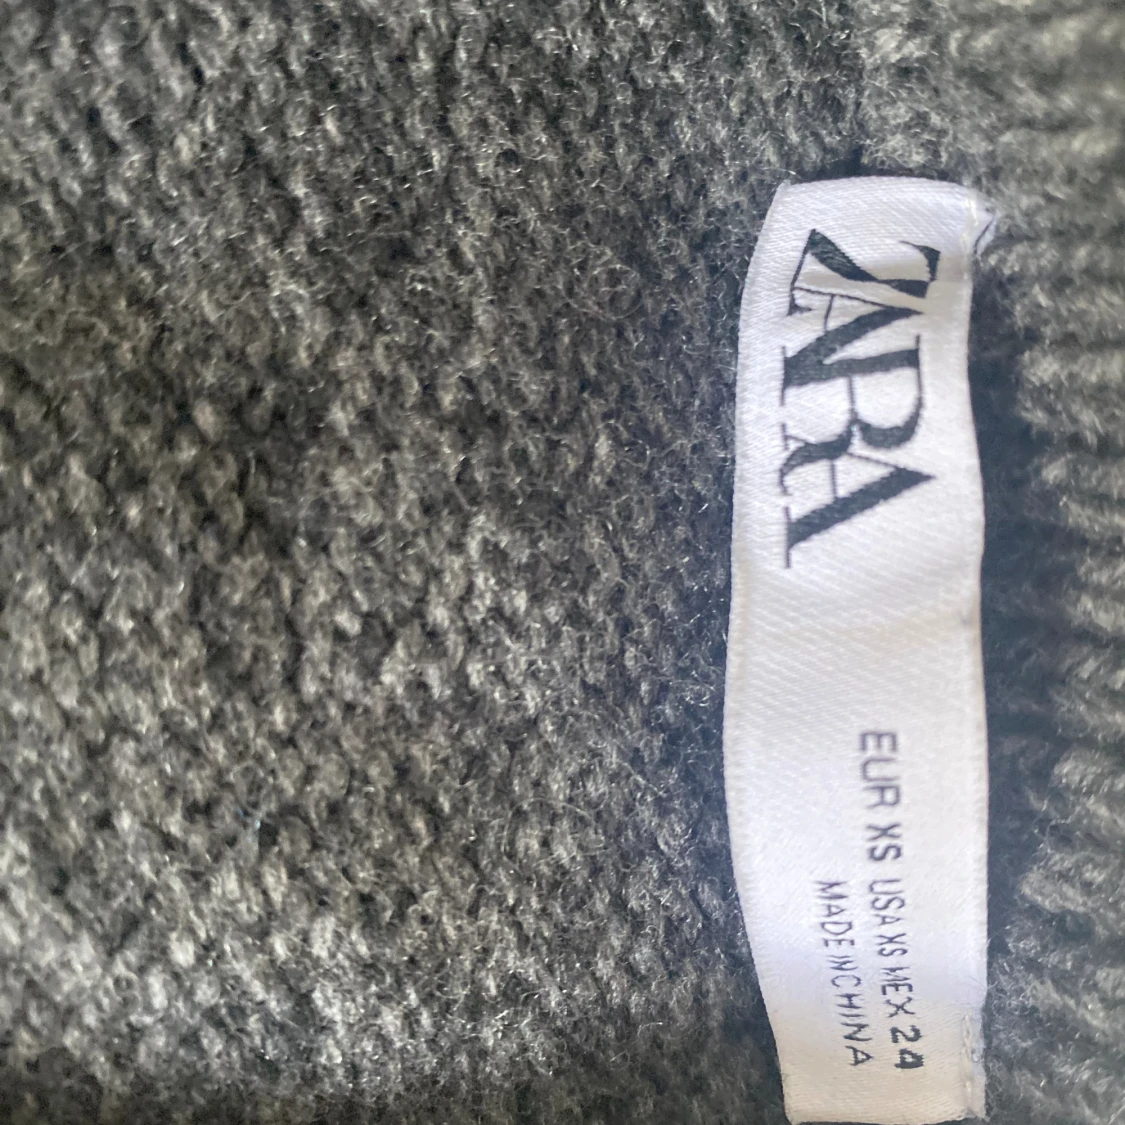 ZARA
EUR XS USA XS MEX 24
MADE IN CHINA